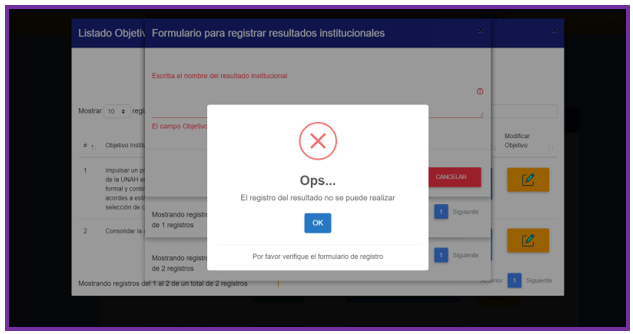 Listado Objeti
Formulario para registrar resultados institucionales
×
×
Escriba el nombre del resultado institucional
El campo Objetivo
Mostrar 10 regi
Modificar
Objetivo
# Objetivo Instit
1 Impulsar un p
de la UNAH e
formal y cont
acordes a est
selección de c
2 Consolidar la
CANCELAR
Mostrando registr
de 1 registros
1 Siguiente
Mostrando registr
de 2 registros
1 Siguiente
Mostrando registros del 1 al 2 de un total de 2 registros
1 Siguiente
Ops...
El registro del resultado no se puede realizar
OK
Por favor verifique el formulario de registro